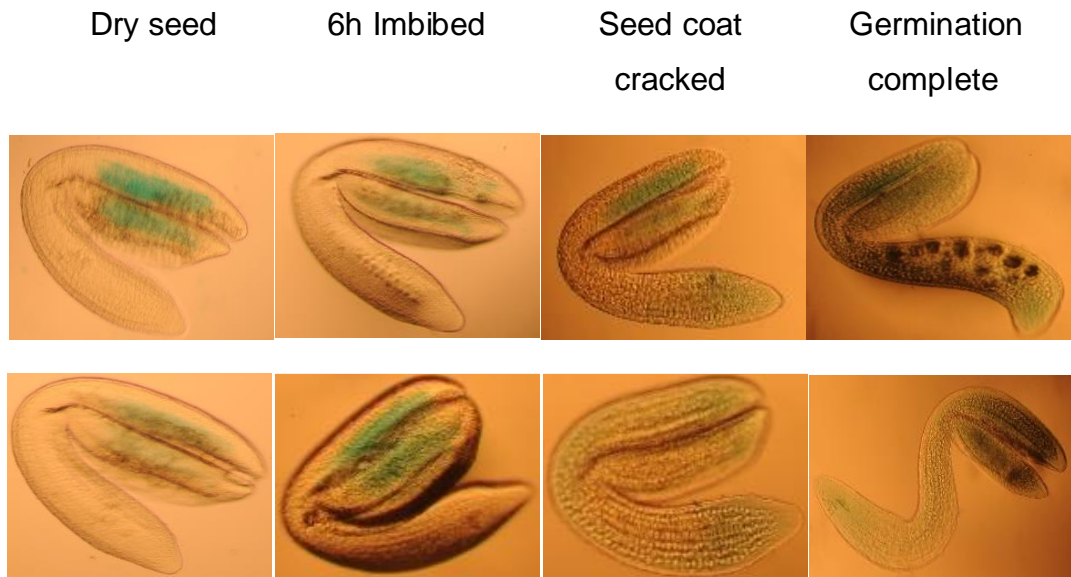 Dry seed
6h Imbibed
Seed coat
cracked
Germination
complete